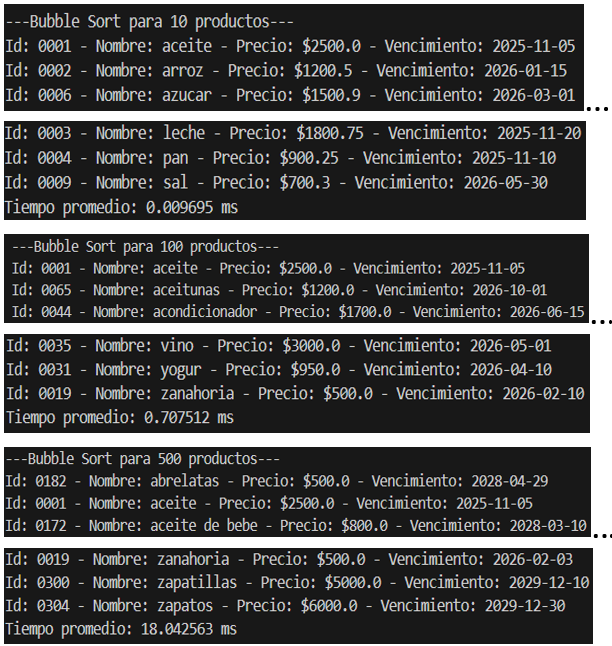 ---Bubble Sort para 10 productos---
Id: 0001 - Nombre: aceite - Precio: $2500.0 - Vencimiento: 2025-11-05
Id: 0002 - Nombre: arroz - Precio: $1200.5 - Vencimiento: 2026-01-15
Id: 0006 - Nombre: azucar - Precio: $1500.9 - Vencimiento: 2026-03-01
...
Id: 0003 - Nombre: leche - Precio: $1800.75 - Vencimiento: 2025-11-20
Id: 0004 - Nombre: pan - Precio: $900.25 - Vencimiento: 2025-11-10
Id: 0009 - Nombre: sal - Precio: $700.3 - Vencimiento: 2026-05-30
Tiempo promedio: 0.009695 ms
---Bubble Sort para 100 productos---
Id: 0001 - Nombre: aceite - Precio: $2500.0 - Vencimiento: 2025-11-05
Id: 0065 - Nombre: aceitunas - Precio: $1200.0 - Vencimiento: 2026-10-01
Id: 0044 - Nombre: acondicionador - Precio: $1700.0 - Vencimiento: 2026-06-15
...
Id: 0035 - Nombre: vino - Precio: $3000.0 - Vencimiento: 2026-05-01
Id: 0031 - Nombre: yogur - Precio: $950.0 - Vencimiento: 2026-04-10
Id: 0019 - Nombre: zanahoria - Precio: $500.0 - Vencimiento: 2026-02-10
Tiempo promedio: 0.707512 ms
---Bubble Sort para 500 productos---
Id: 0182 - Nombre: abrelatas - Precio: $500.0 - Vencimiento: 2028-04-29
Id: 0001 - Nombre: aceite - Precio: $2500.0 - Vencimiento: 2025-11-05
Id: 0172 - Nombre: aceite de bebe - Precio: $800.0 - Vencimiento: 2028-03-10
...
Id: 0019 - Nombre: zanahoria - Precio: $500.0 - Vencimiento: 2026-02-03
Id: 0300 - Nombre: zapatillas - Precio: $5000.0 - Vencimiento: 2029-12-10
Id: 0304 - Nombre: zapatos - Precio: $6000.0 - Vencimiento: 2029-12-30
Tiempo promedio: 18.042563 ms